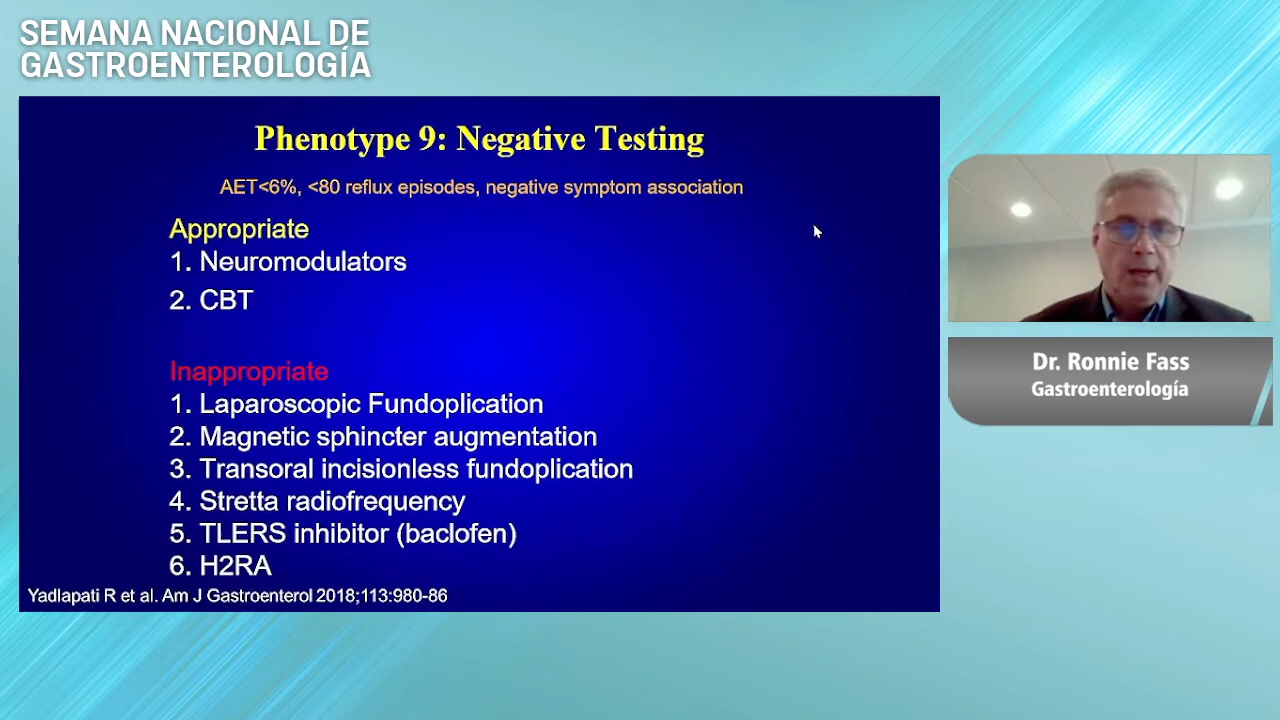 SEMANA NACIONAL DE
GASTROENTEROLOGÍA
Phenotype 9: Negative Testing
AET<6%, <80 reflux episodes, negative symptom association
Appropriate
1. Neuromodulators
2. CBT
Inappropriate
1. Laparoscopic Fundoplication
2. Magnetic sphincter augmentation
3. Transoral incisionless fundoplication
4. Stretta radiofrequency
5. TLERS inhibitor (baclofen)
6. H2RA
Yadlapati R et al. Am J Gastroenterol 2018;113:980-86
Dr. Ronnie Fass
Gastroenterología